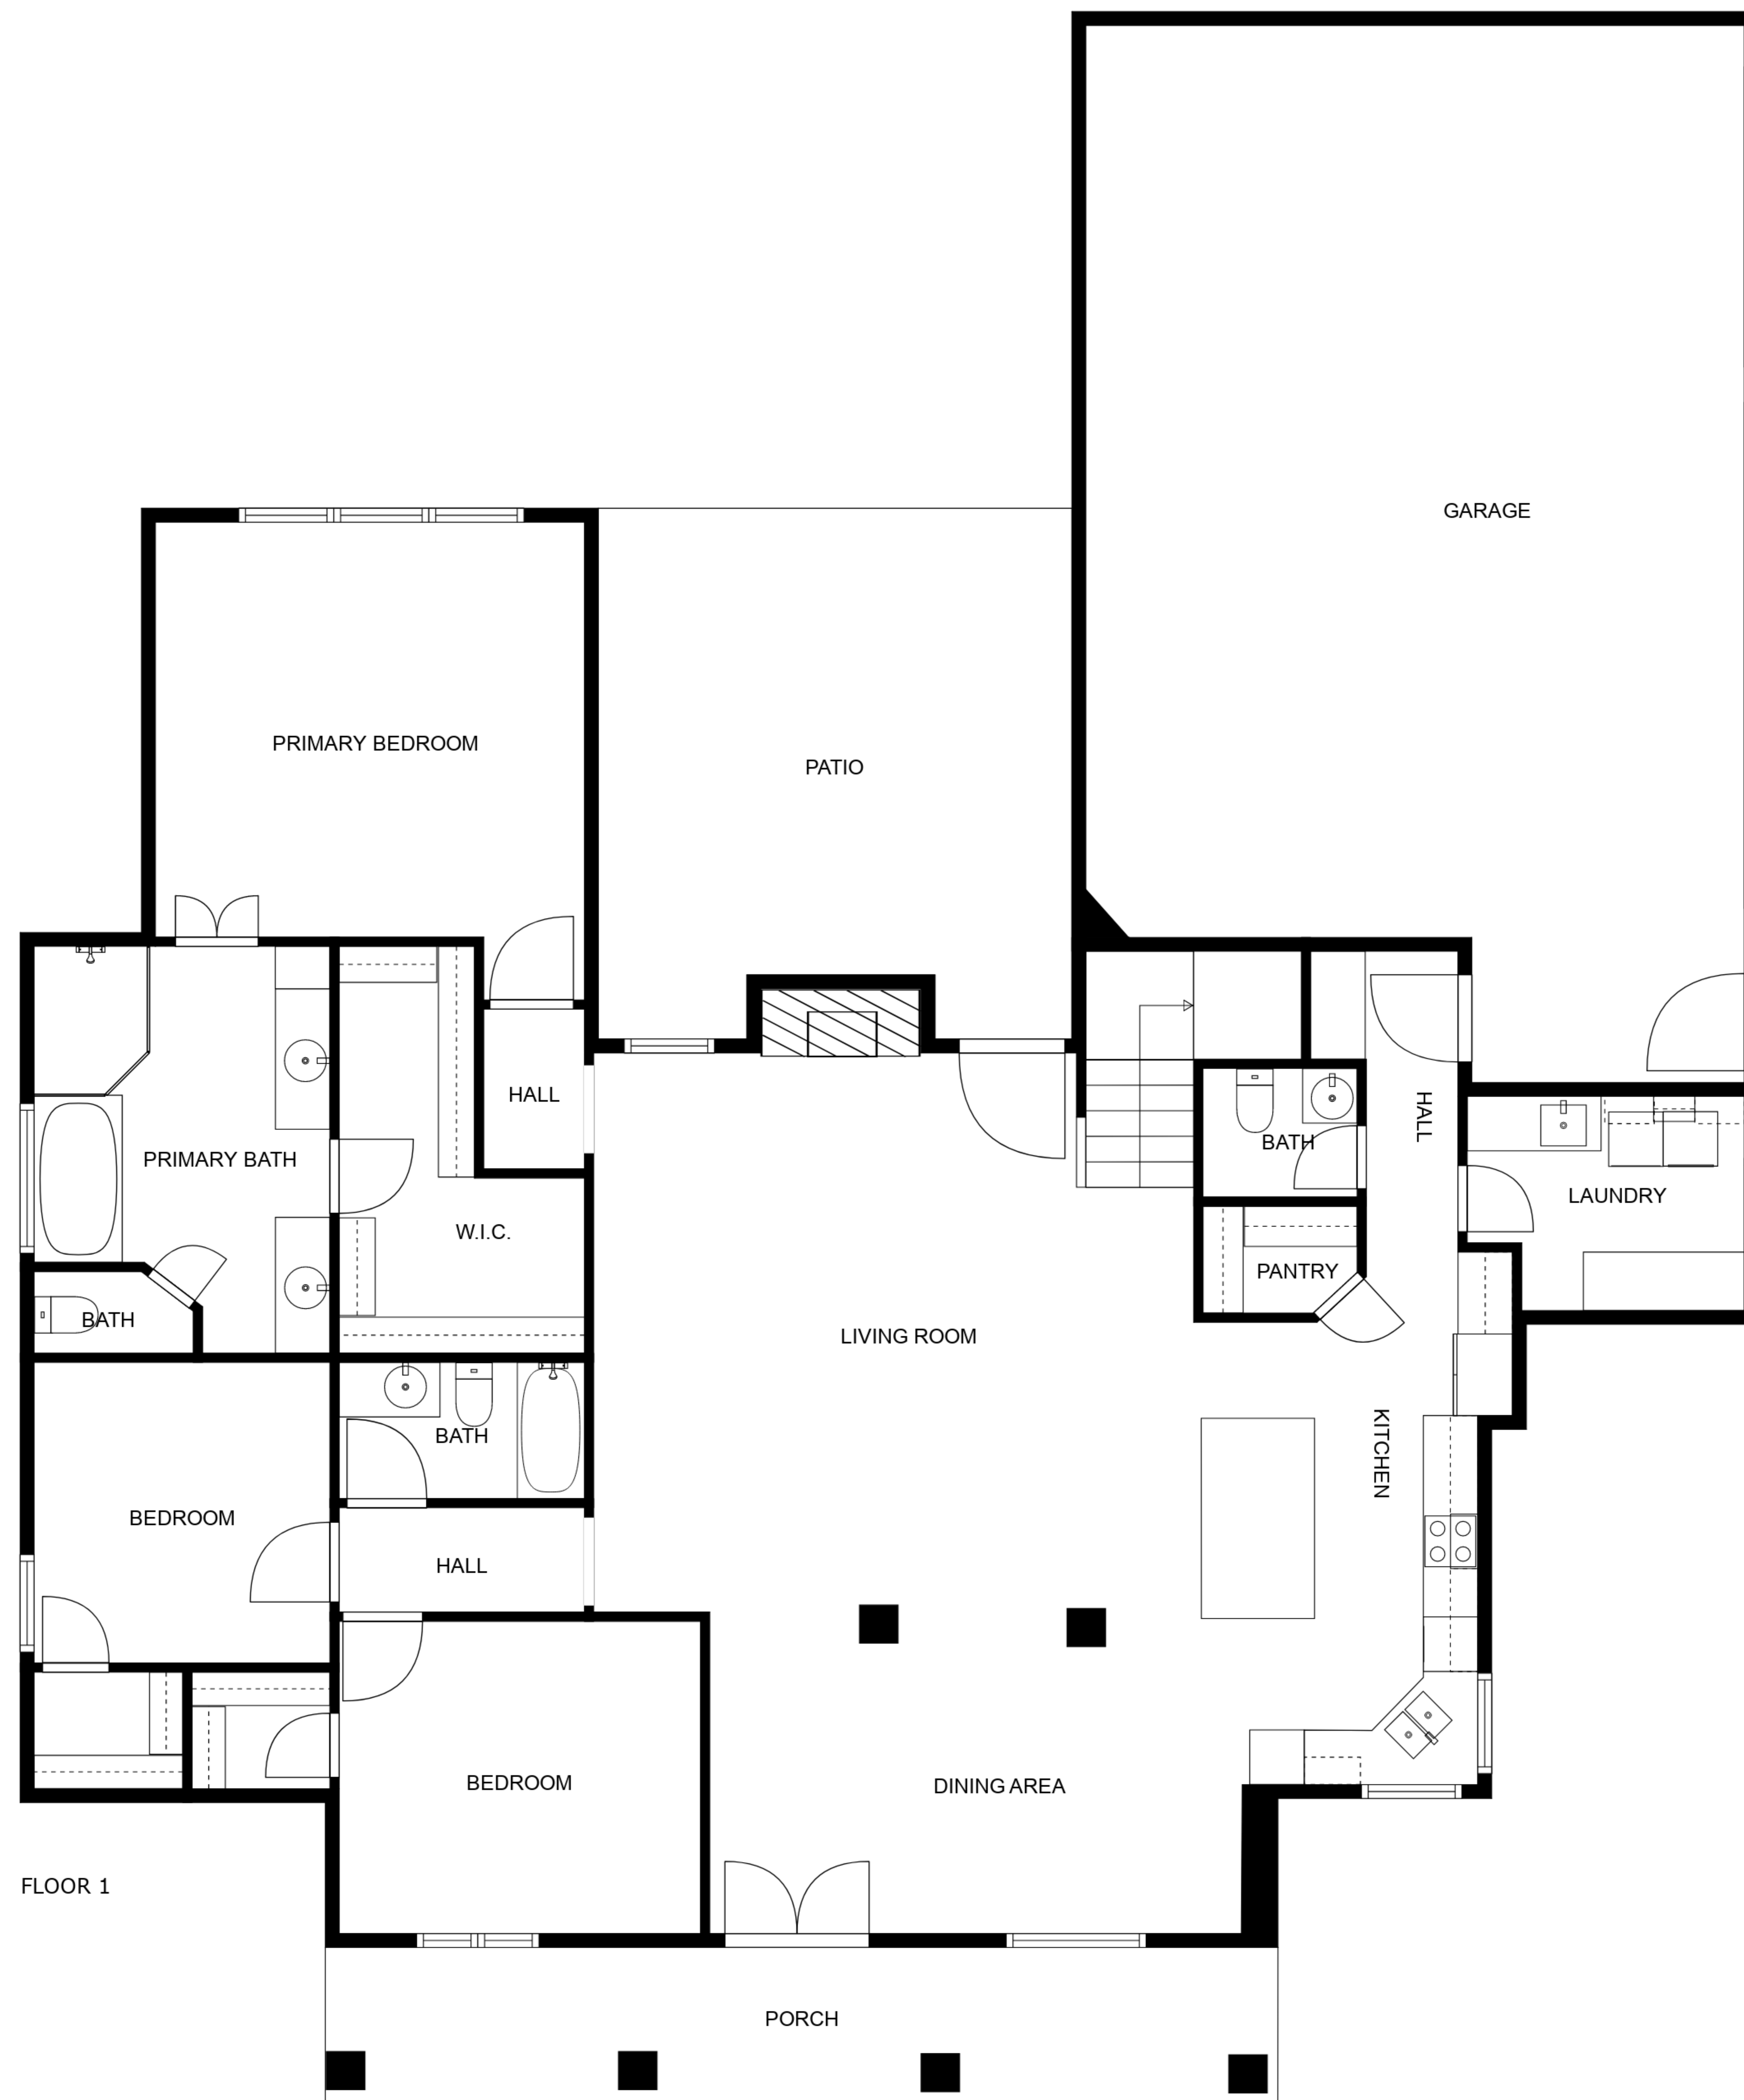 GARAGE
PRIMARY BEDROOM
PATIO
HALL
HALL
BATH
PRIMARY BATH
LAUNDRY
W.I.C.
PANTRY
BATH
LIVING ROOM
BATH
KITCHEN
BEDROOM
HALL
BEDROOM
DINING AREA
FLOOR 1
PORCH